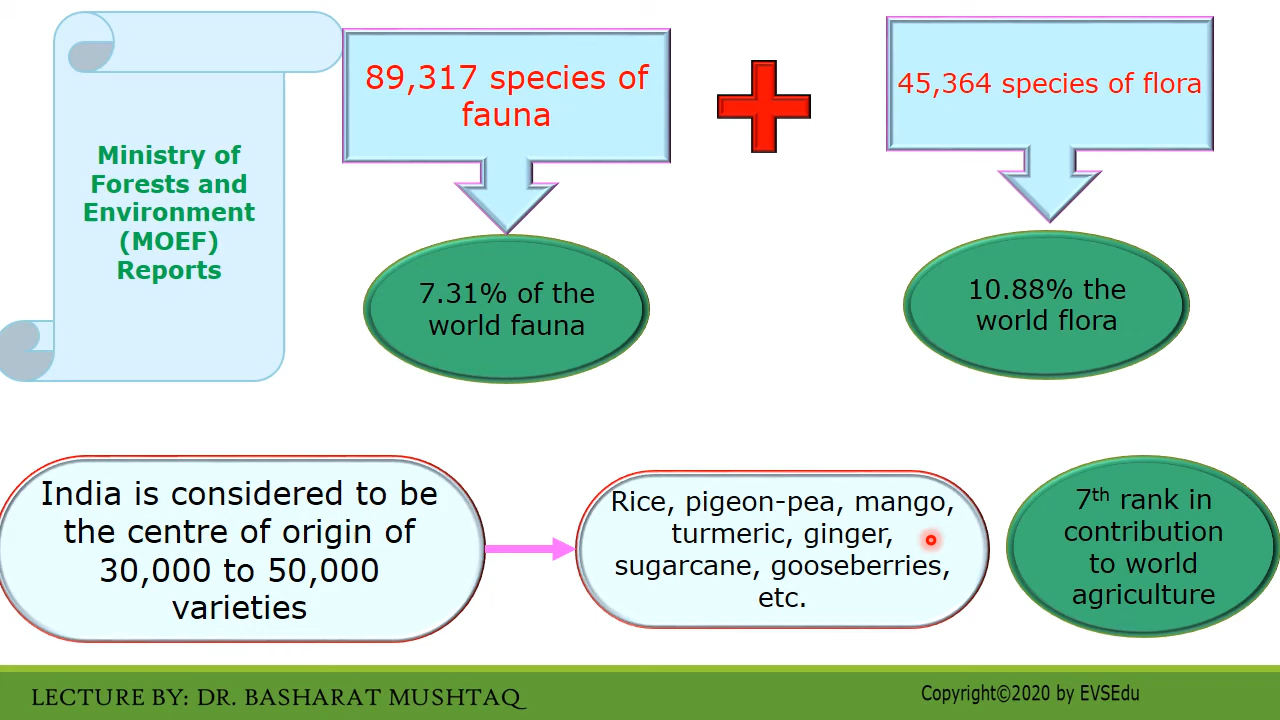 Ministry of
Forests and
Environment
(MOEF)
Reports
89,317 species of
fauna
45,364 species of flora
7.31% of the
world fauna
10.88% the
world flora
India is considered to be
the centre of origin of
30,000 to 50,000
varieties
Rice, pigeon-pea, mango,
turmeric, ginger,
sugarcane, gooseberries,
etc.
7th rank in
contribution
to world
agriculture
LECTURE BY: DR. BASHARAT MUSHTAQ
Copyright©2020 by EVSEdu